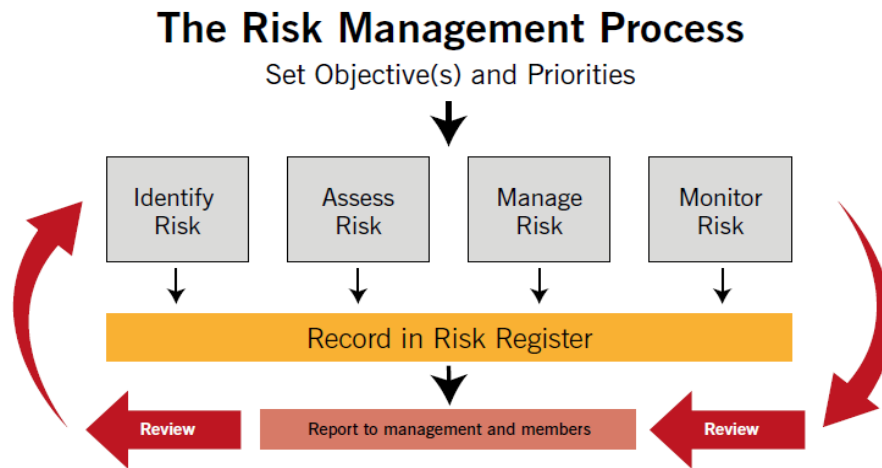 The Risk Management Process
Set Objective(s) and Priorities
Identify
Risk
Assess
Risk
Manage
Risk
Monitor
Risk
Record in Risk Register
Review
Report to management and members
Review